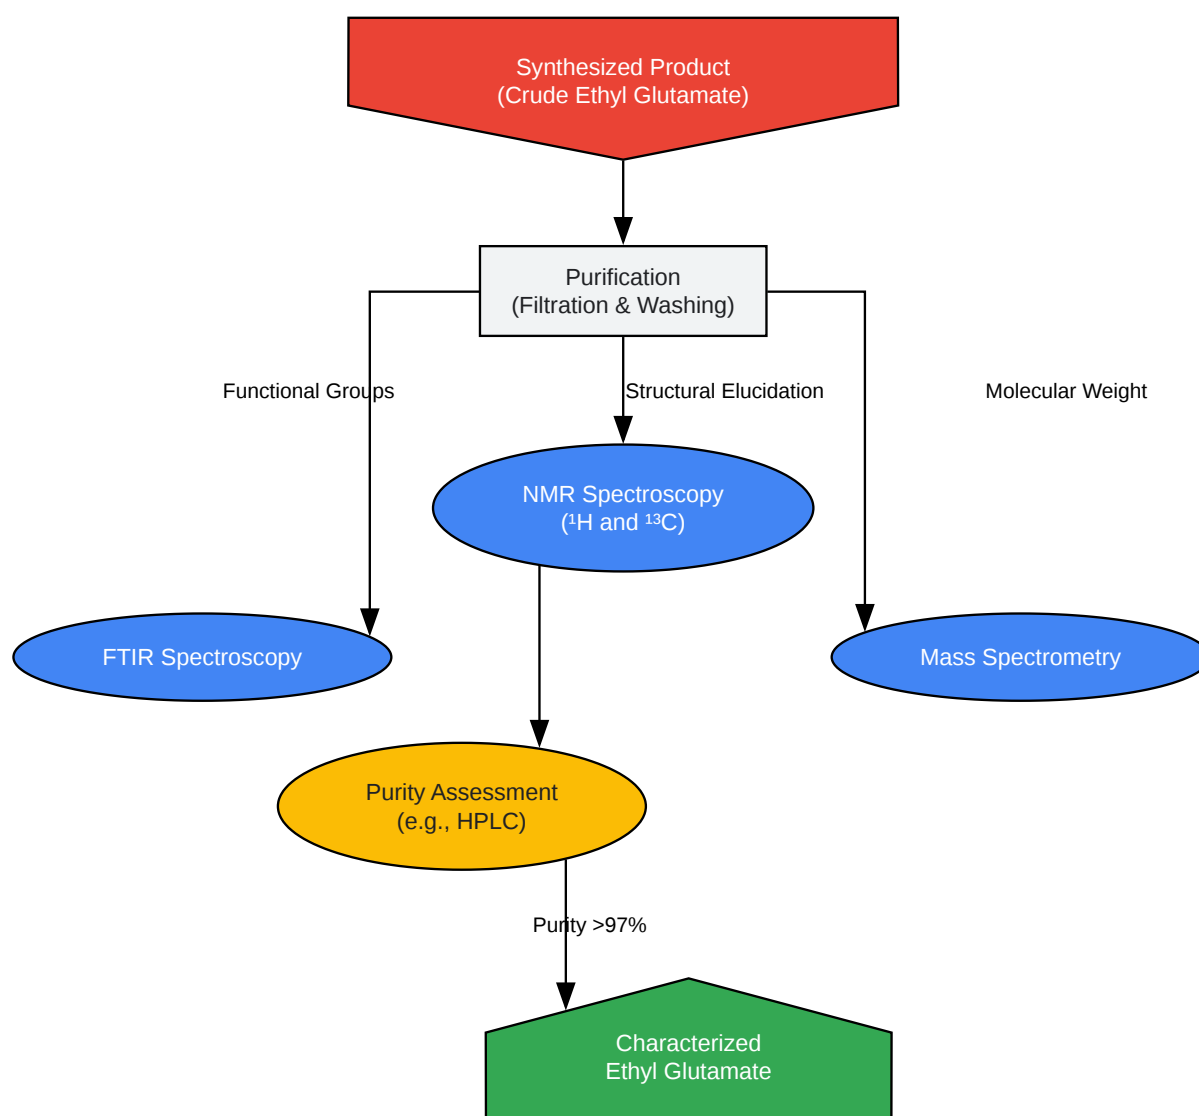 Synthesized Product
(Crude Ethyl Glutamate)
Purification
(Filtration & Washing)
Functional Groups
Structural Elucidation
Molecular Weight
NMR Spectroscopy
(¹H and ¹³C)
FTIR Spectroscopy
Mass Spectrometry
Purity Assessment
(e.g., HPLC)
Purity >97%
Characterized
Ethyl Glutamate